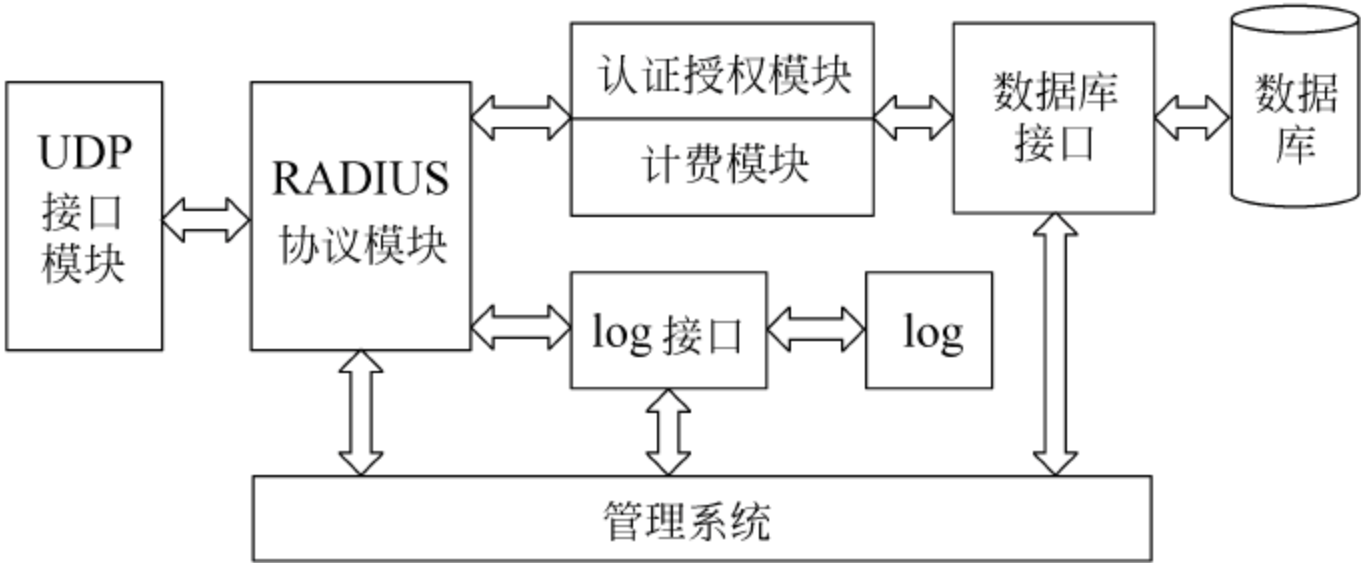 UDP
接口
模块
RADIUS
协议模块
认证授权模块
计费模块
数据库
接口
数据
库
log 接口
log
管理系统